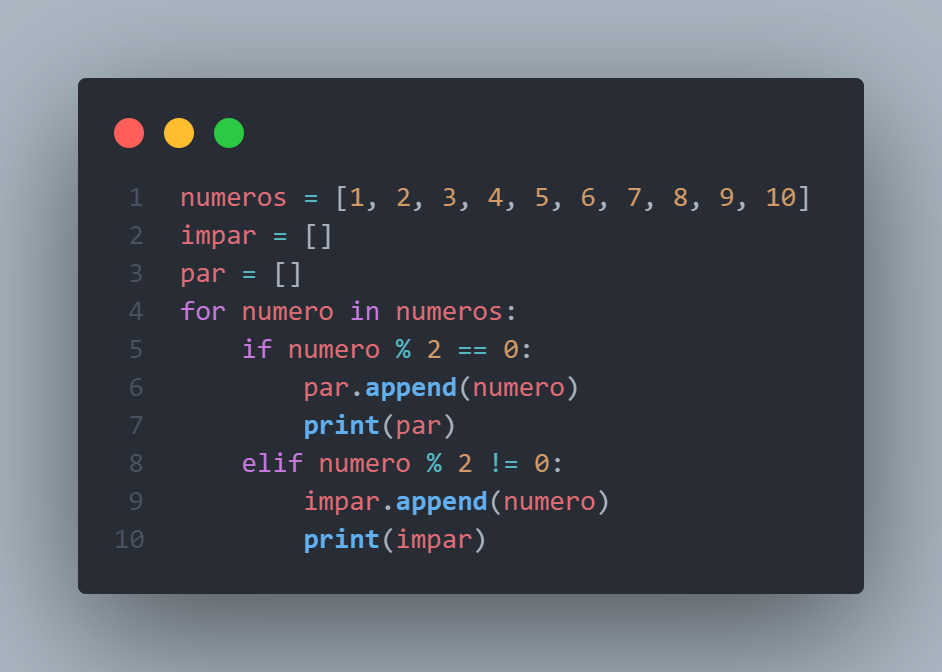 1 numeros = [1, 2, 3, 4, 5, 6, 7, 8, 9, 10]
2 impar = []
3 par = []
4 for numero in numeros:
5     if numero % 2 == 0:
6         par.append(numero)
7         print(par)
8     elif numero % 2 != 0:
9         impar.append(numero)
10         print(impar)